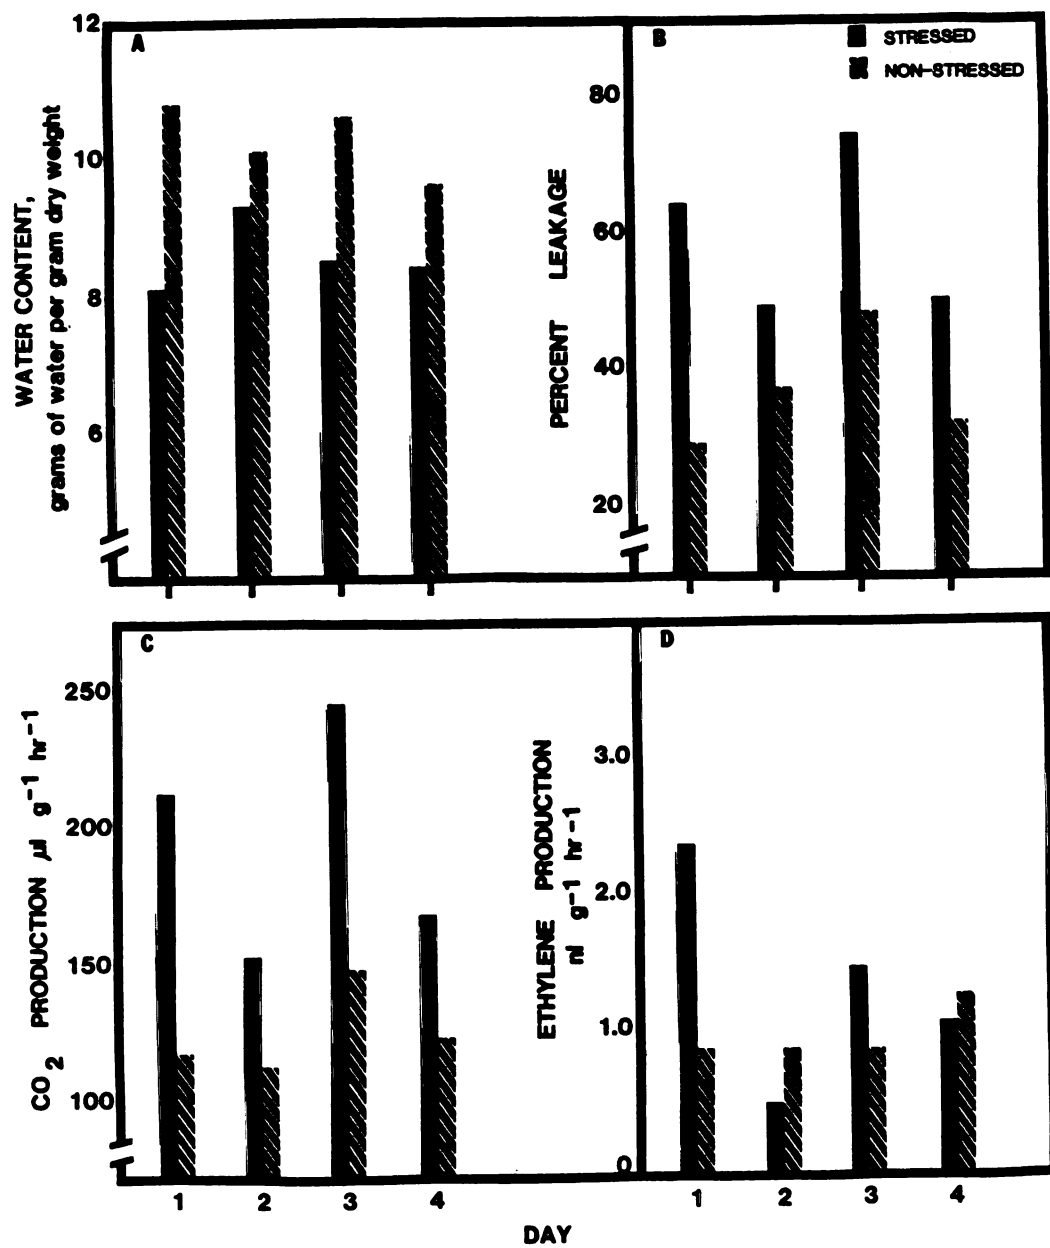 A
12
10
8
6
WATER CONTENT,
grams of water per gram dry weight
B
STRESSED
NON-STRESSED
80
60
40
20
PERCENT LEAKAGE
C
250
200
150
100
CO2 PRODUCTION µl g-1 hr-1
1 2 3 4
D
3.0
2.0
1.0
0
ETHYLENE PRODUCTION
nl g-1 hr-1
1 2 3 4
DAY